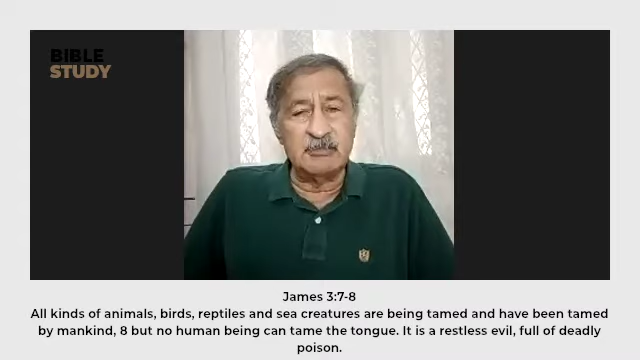 BIBLE
STUDY
James 3:7-8
All kinds of animals, birds, reptiles and sea creatures are being tamed and have been tamed
by mankind, 8 but no human being can tame the tongue. It is a restless evil, full of deadly
poison.